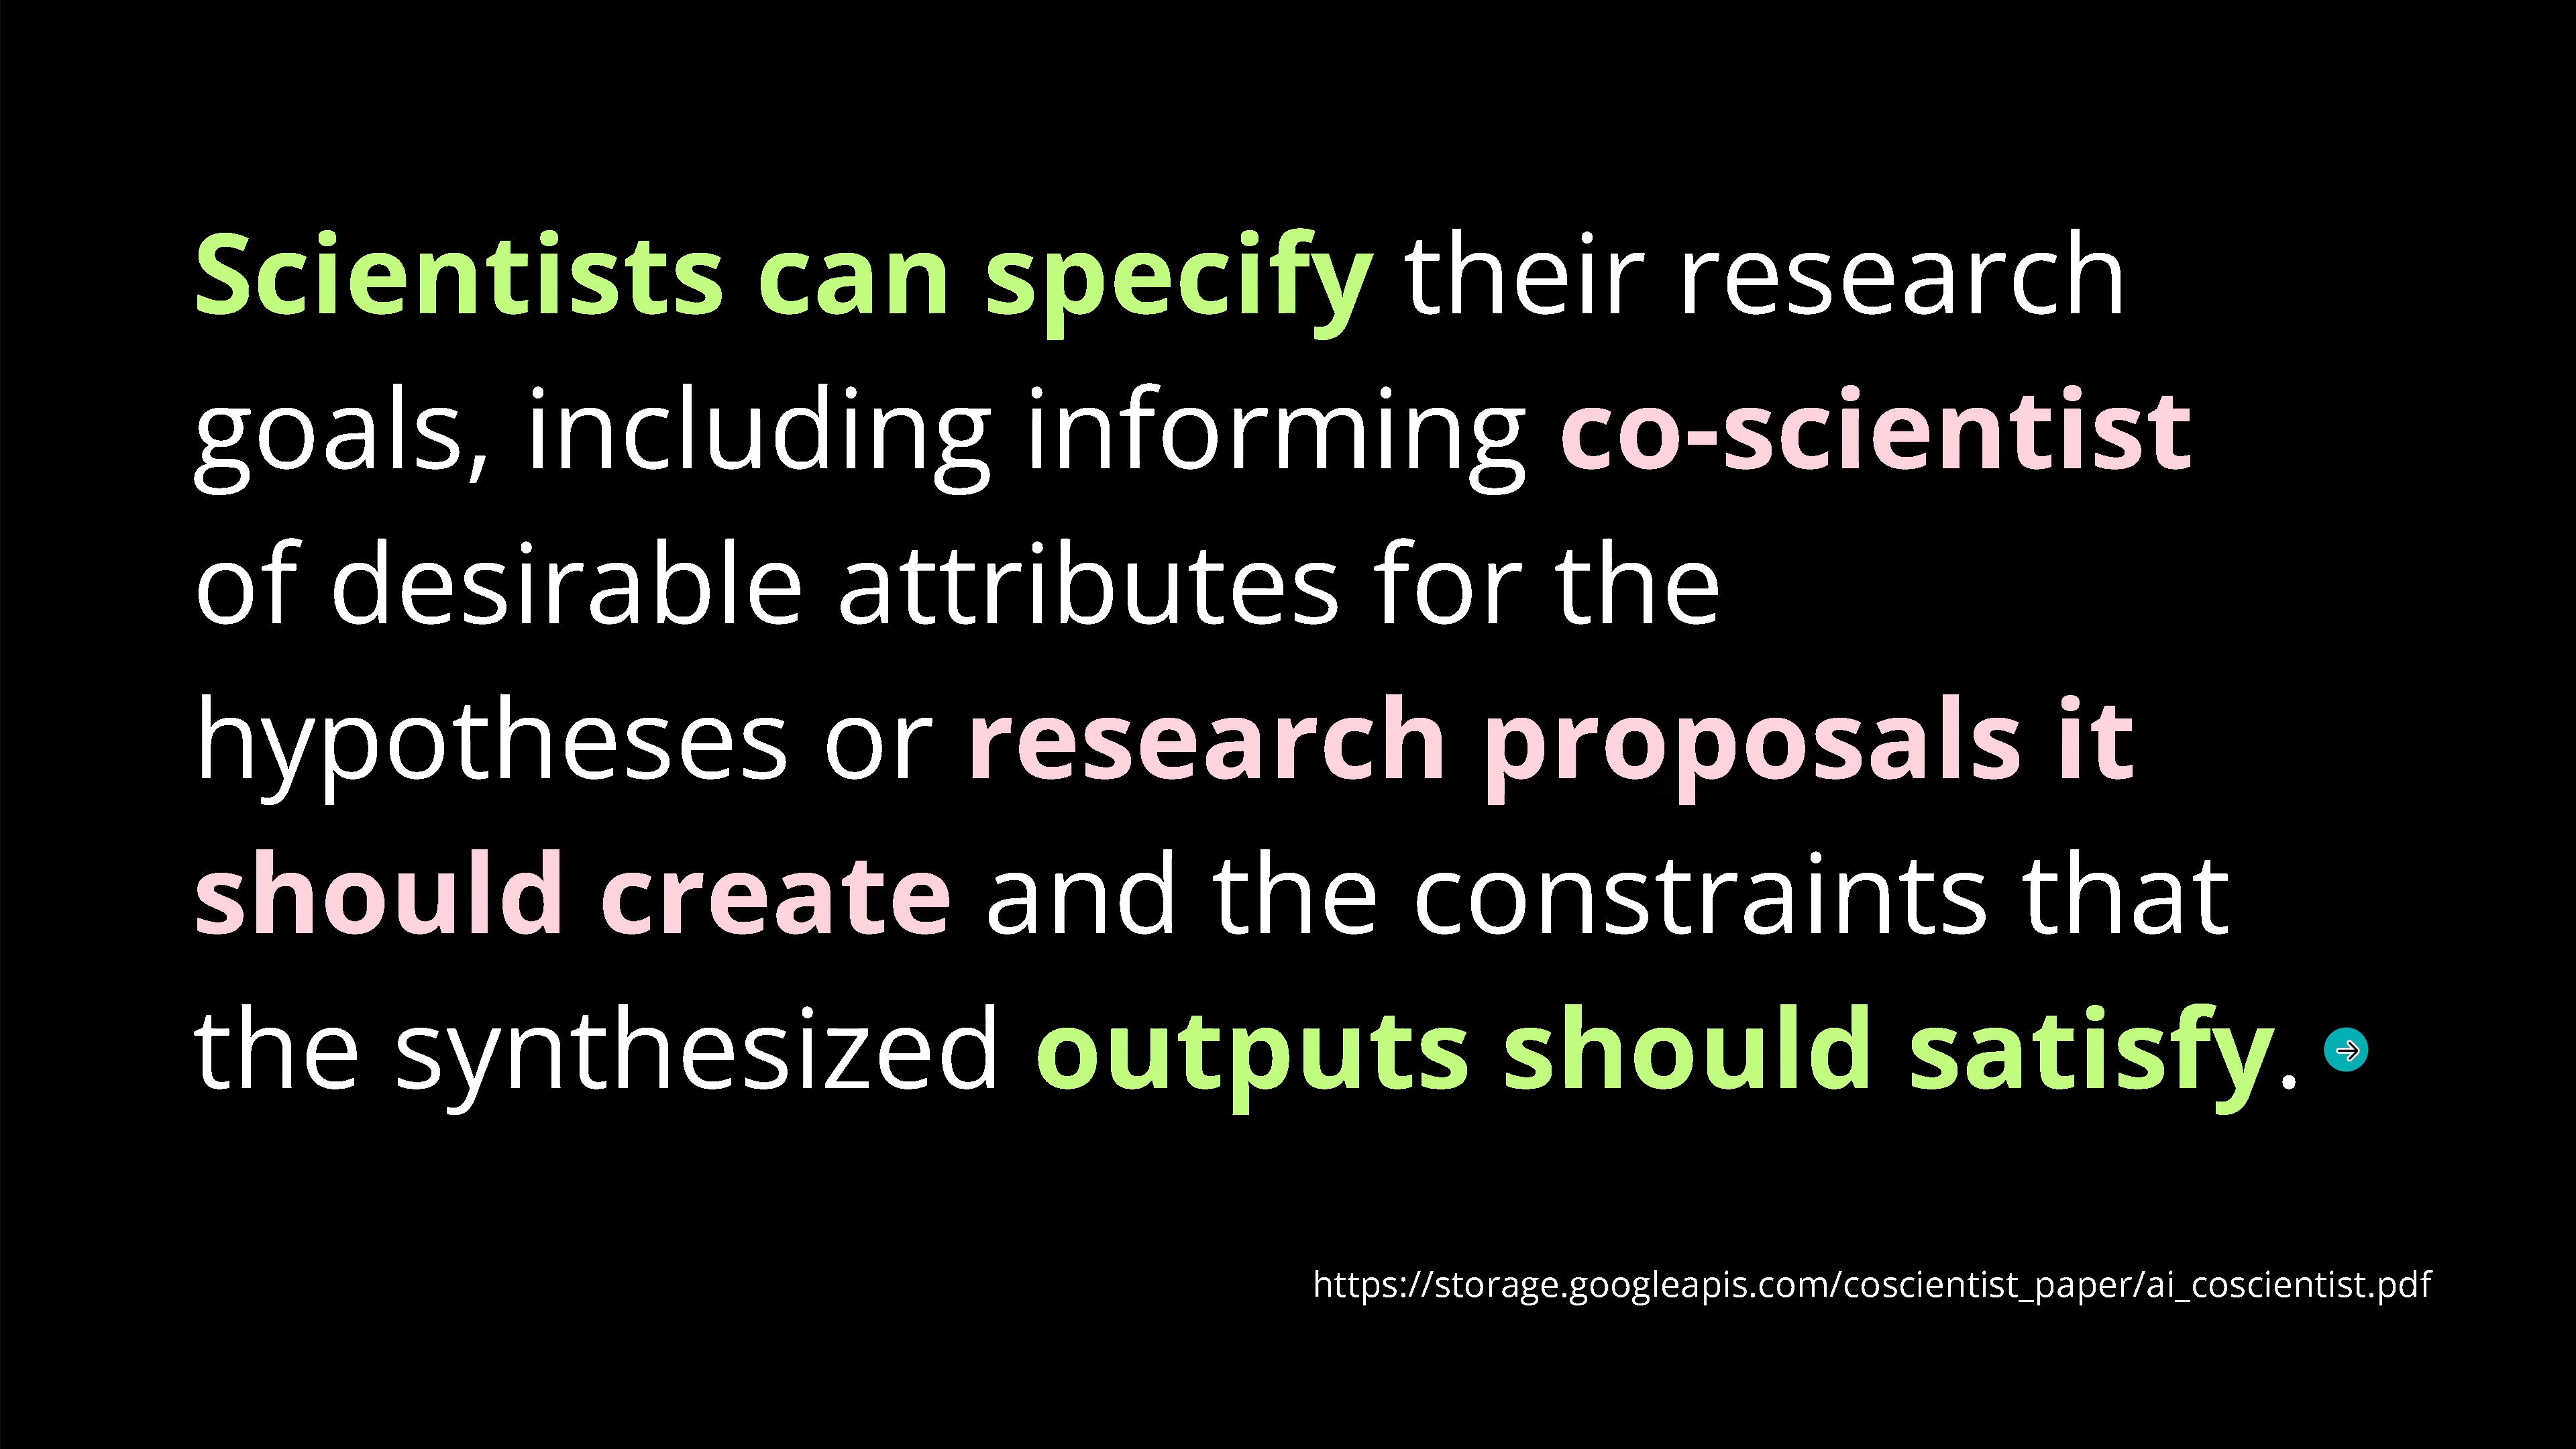 Scientists can specify their research
goals, including informing co-scientist
of desirable attributes for the
hypotheses or research proposals it
should create and the constraints that
the synthesized outputs should satisfy.
https://storage.googleapis.com/coscientist_paper/ai_coscientist.pdf